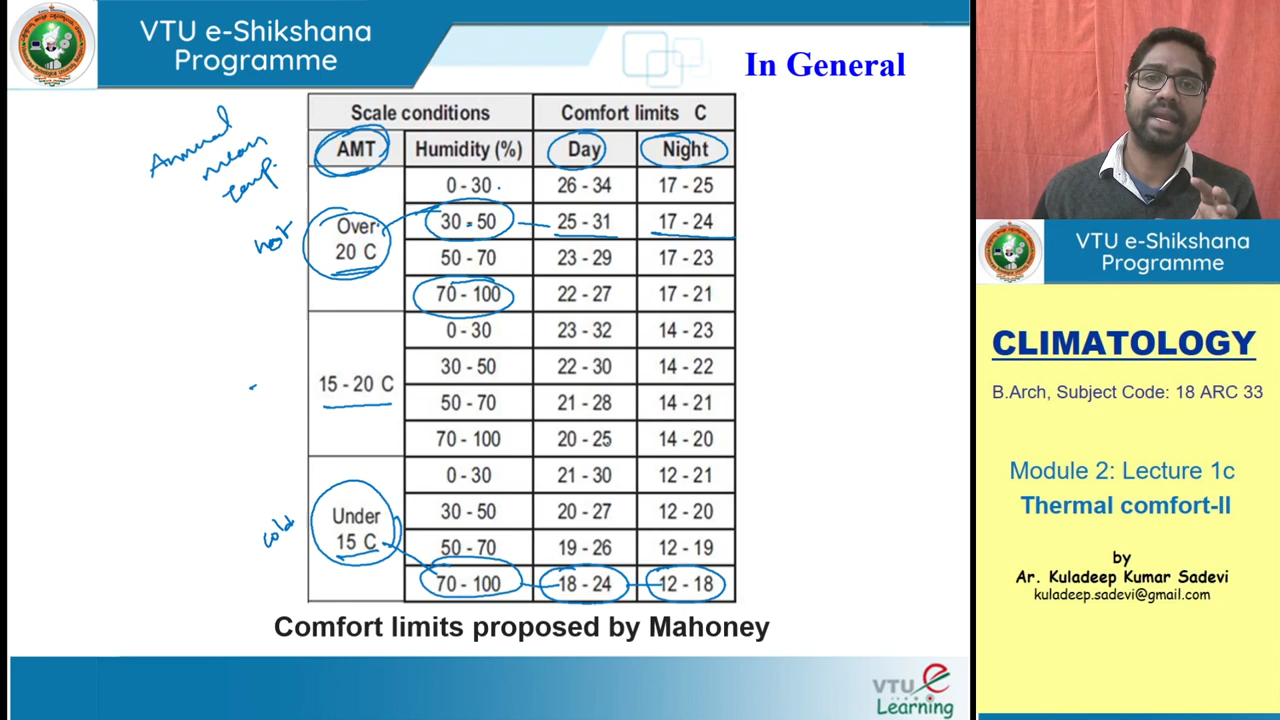 VTU e-Shikshana
Programme
In General
Annual
mean
temp.
hot
cold
Scale conditions Comfort limits C
AMT Humidity (%) Day Night
Over
20 C
0 - 30 26 - 34 17 - 25
30 - 50 25 - 31 17 - 24
50 - 70 23 - 29 17 - 23
70 - 100 22 - 27 17 - 21
15 - 20 C
0 - 30 23 - 32 14 - 23
30 - 50 22 - 30 14 - 22
50 - 70 21 - 28 14 - 21
70 - 100 20 - 25 14 - 20
Under
15 C
0 - 30 21 - 30 12 - 21
30 - 50 20 - 27 12 - 20
50 - 70 19 - 26 12 - 19
70 - 100 18 - 24 12 - 18
Comfort limits proposed by Mahoney
VTU e
Learning
VTU e-Shikshana
Programme
CLIMATOLOGY
B.Arch, Subject Code: 18 ARC 33
Module 2: Lecture 1c
Thermal comfort-II
by
Ar. Kuladeep Kumar Sadevi
kuladeep.sadevi@gmail.com